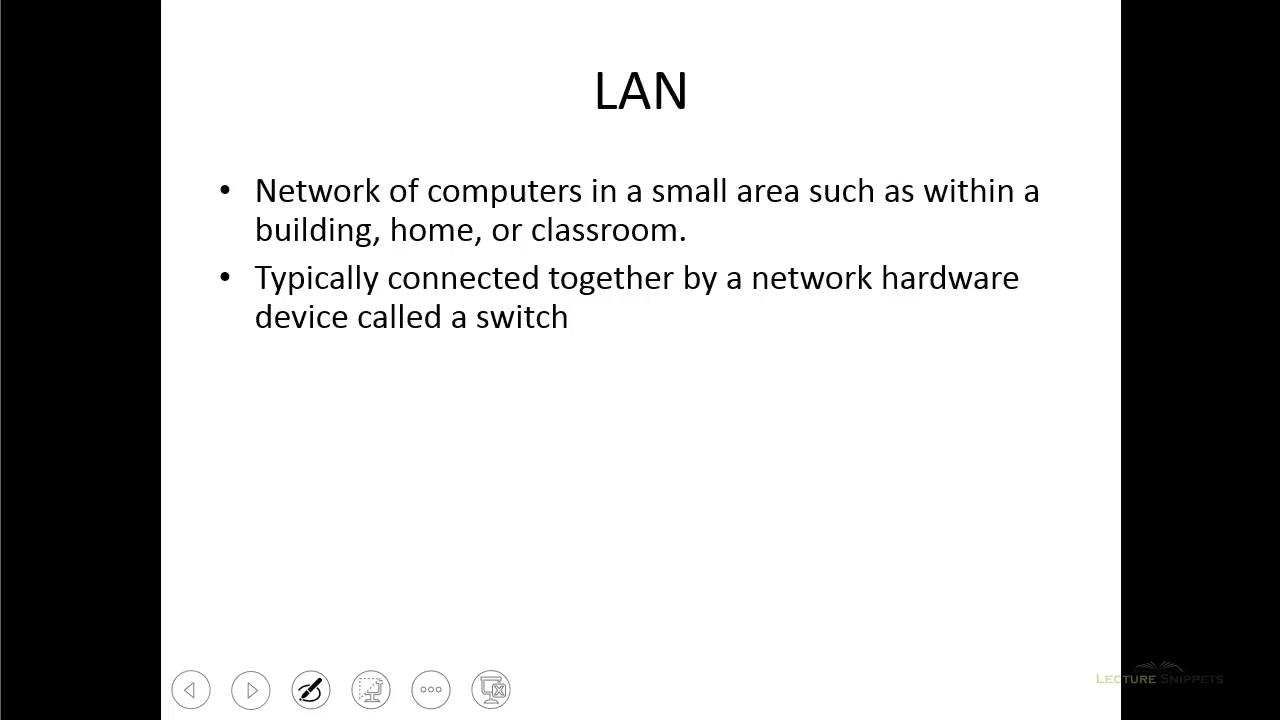 LAN
• Network of computers in a small area such as within a
building, home, or classroom.
• Typically connected together by a network hardware
device called a switch
LECTURE SNIPPETS